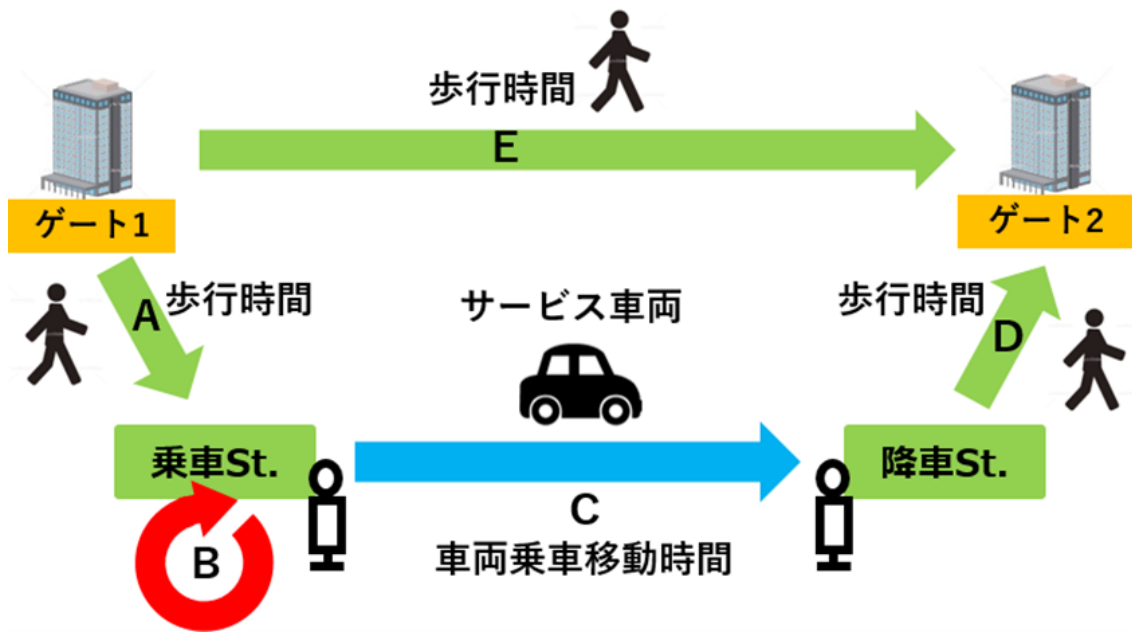 歩行時間
E
ゲート1
ゲート2
A 歩行時間
サービス車両
歩行時間
D
乗車St.
降車St.
B
C
車両乗車移動時間